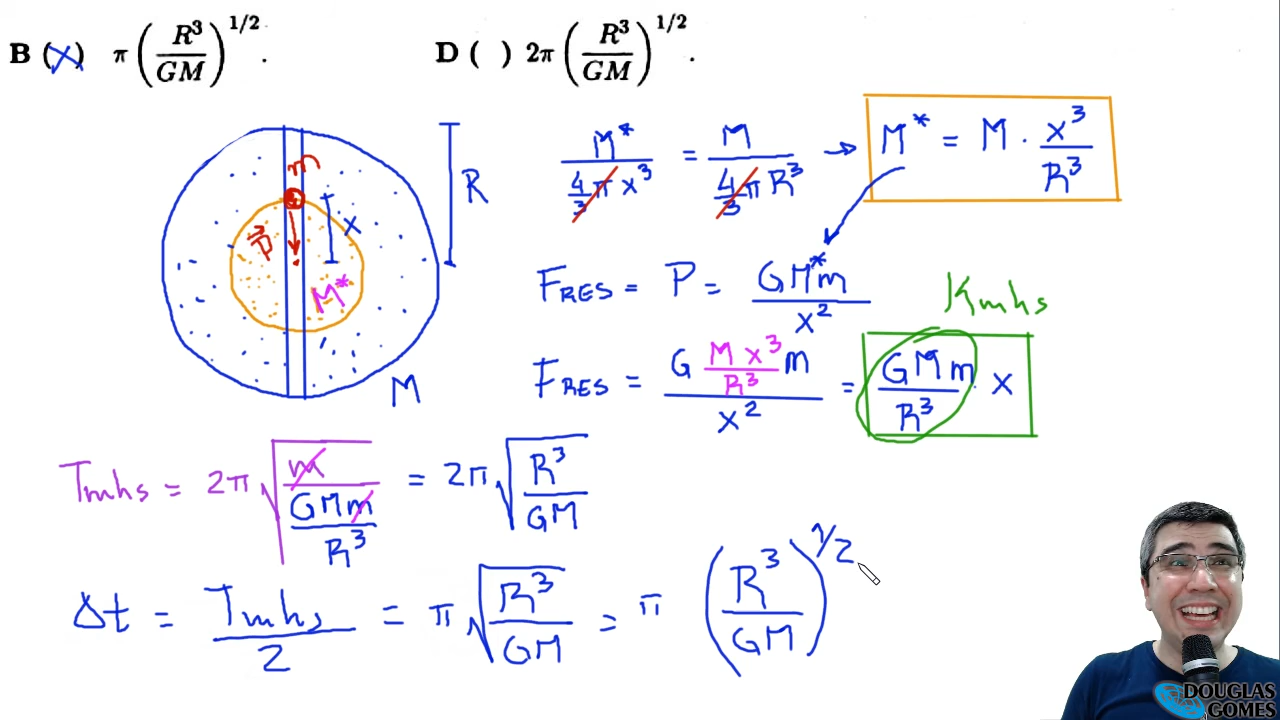 B (X) π (R³/GM)^1/2.
D ( ) 2π (R³/GM)^1/2.
m
x
R
P⃗
M*
M
M*/(4/3 π x³) = M/(4/3 π R³) → M* = M · x³/R³
F RES = P = GM*m/x²
Kmhs
F RES = (G (M x³/R³) m)/x² = (GMm/R³) x
Tmhs = 2π √(m/(GMm/R³)) = 2π √(R³/GM)
Δt = Tmhs/2 = π √(R³/GM) = π (R³/GM)^1/2
DOUGLAS
GOMES